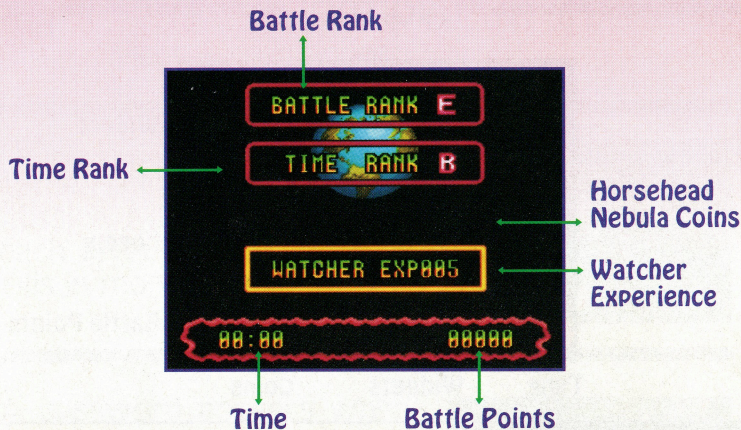 Battle Rank
BATTLE RANK E
Time Rank
TIME RANK B
Horsehead
Nebula Coins
WATCHER EXP005
Watcher
Experience
00:00 00000
Time Battle Points